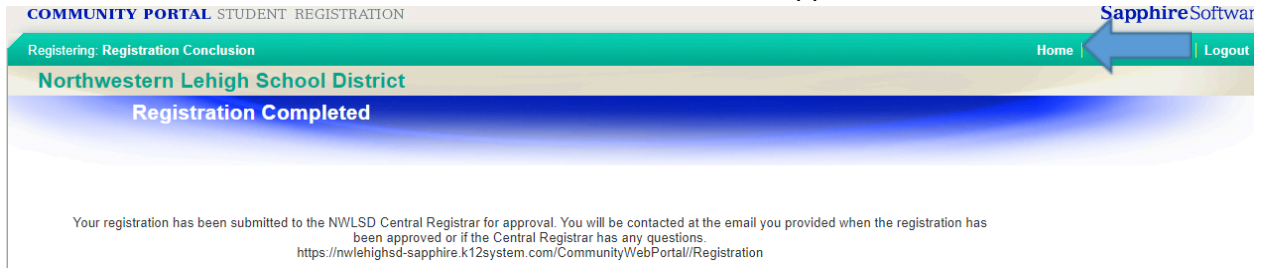 COMMUNITY PORTAL STUDENT REGISTRATION
SapphireSoftwar
Registering: Registration Conclusion
Home | | Logout
Northwestern Lehigh School District
Registration Completed
Your registration has been submitted to the NWLSD Central Registrar for approval. You will be contacted at the email you provided when the registration has
been approved or if the Central Registrar has any questions.
https://nwlehighsd-sapphire.k12system.com/CommunityWebPortal//Registration